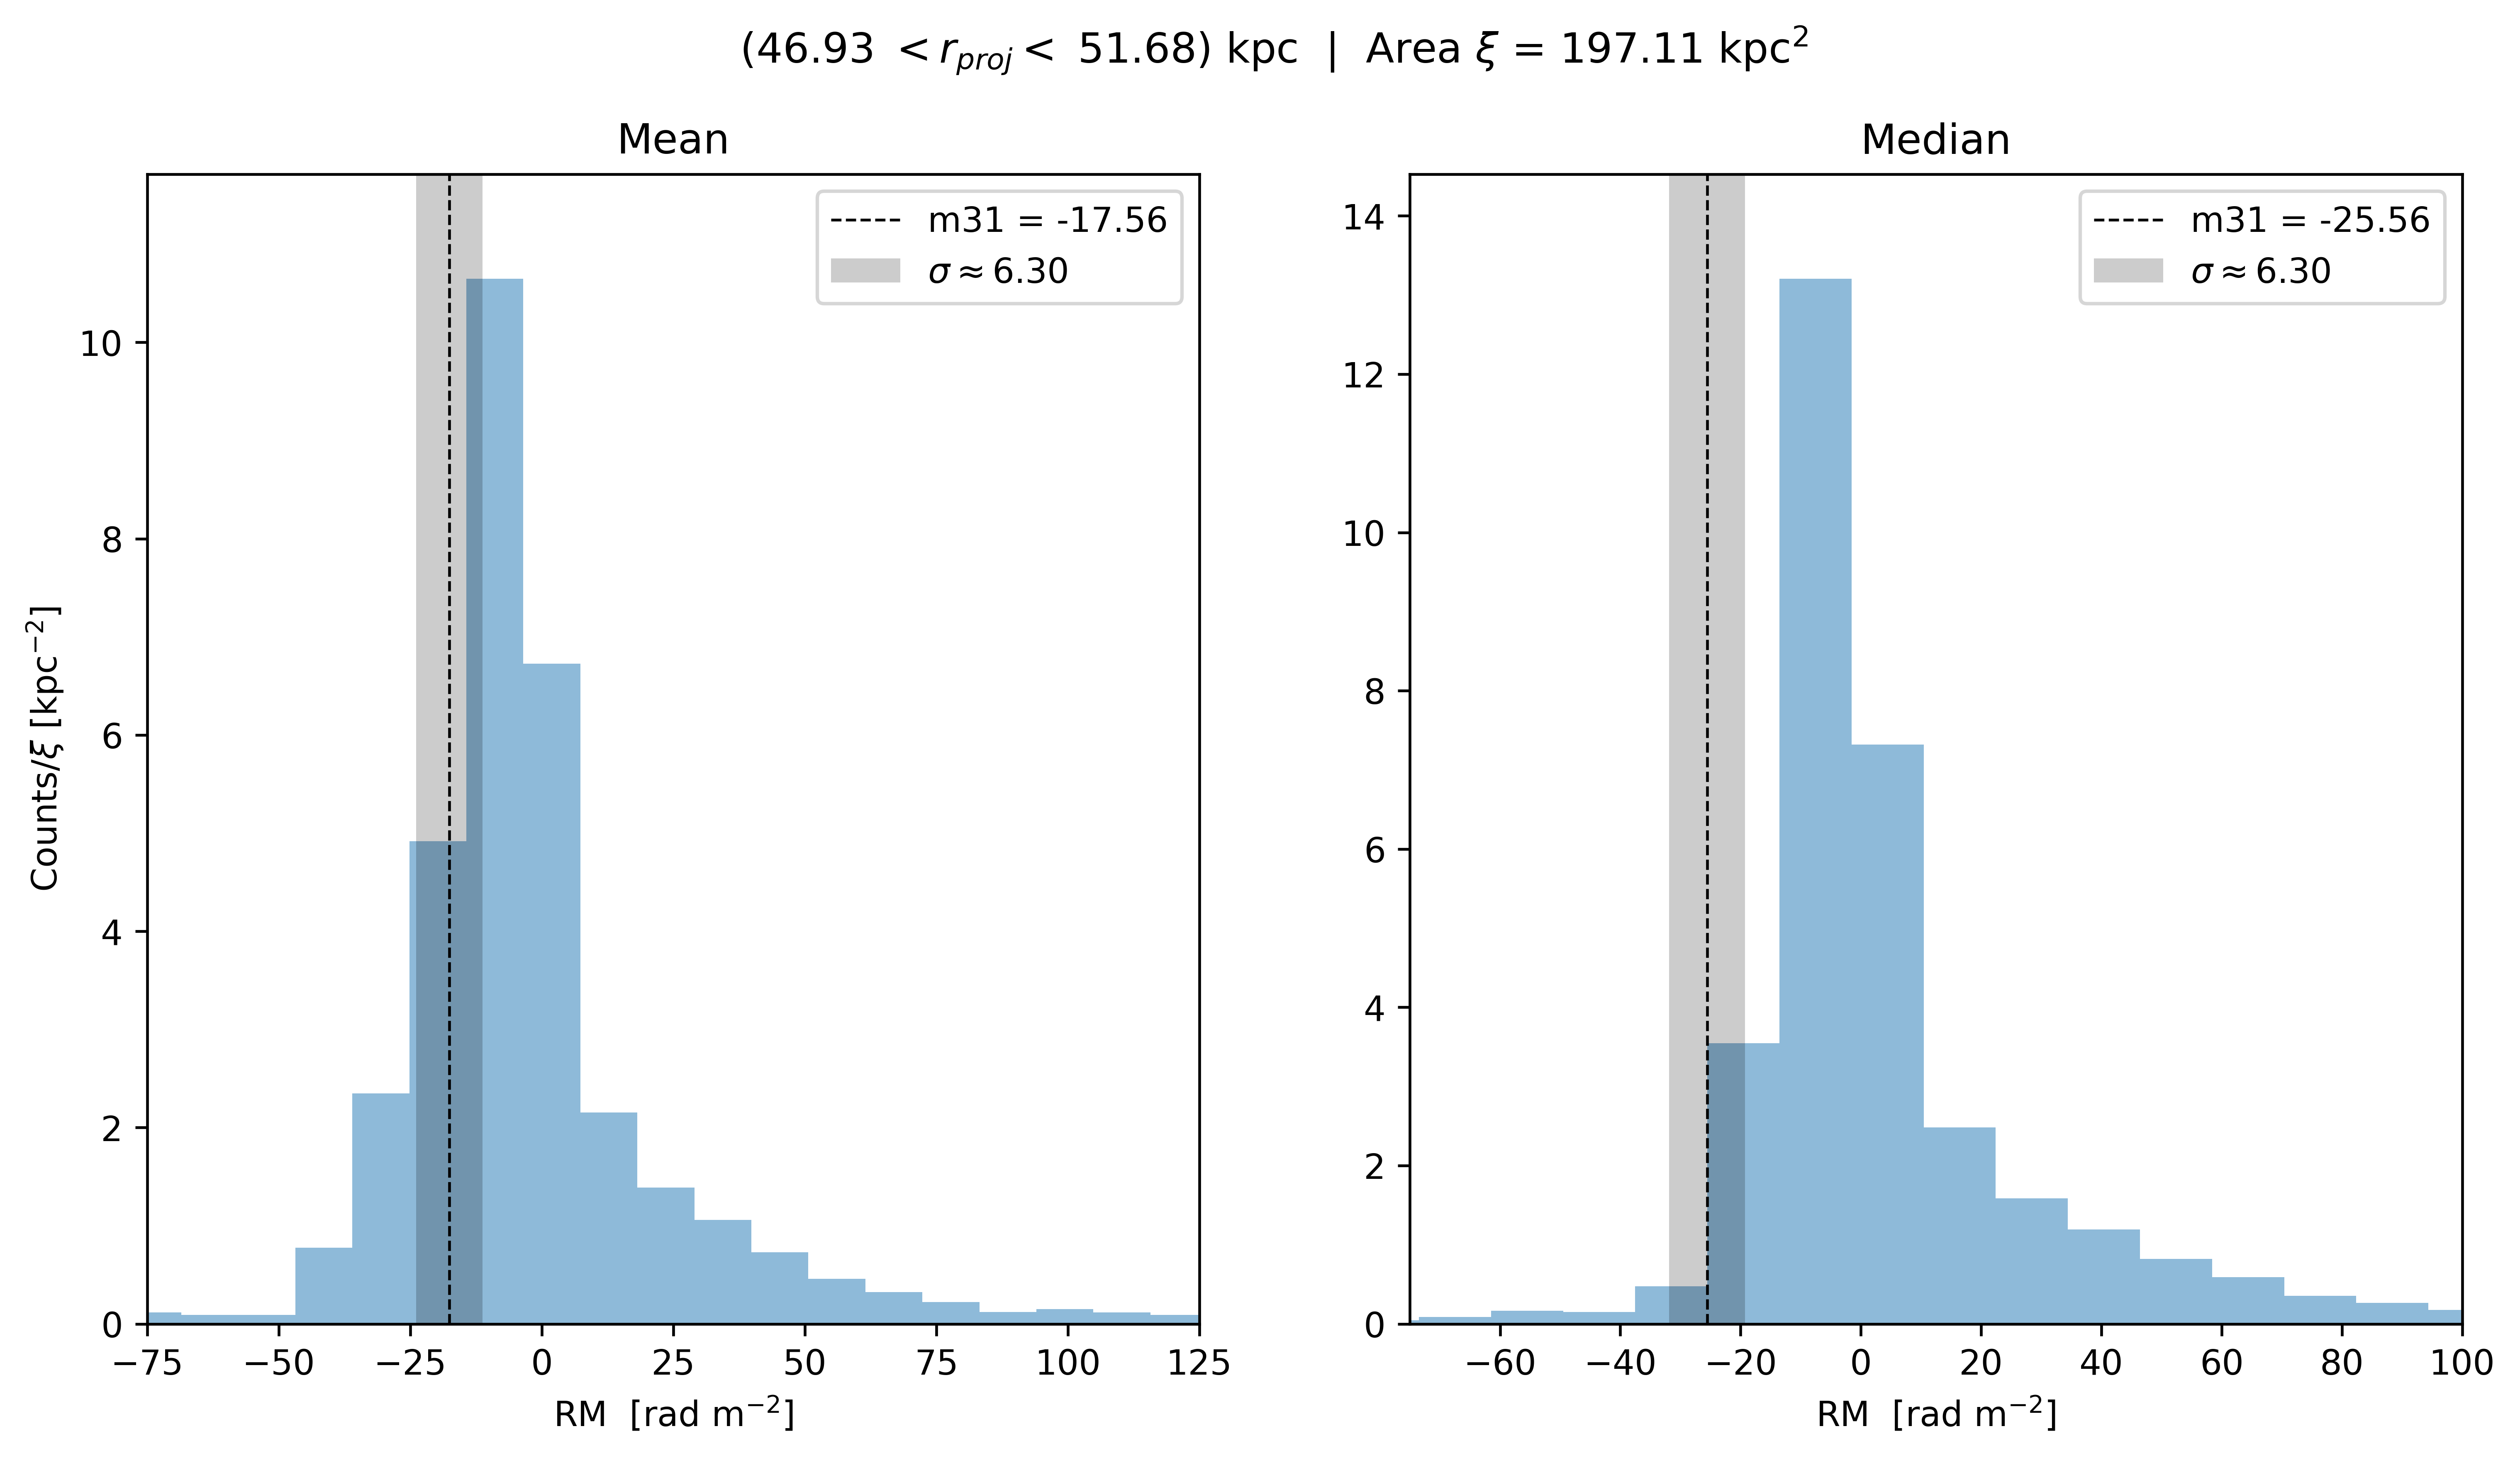 (46.93 < r_proj < 51.68) kpc | Area ξ = 197.11 kpc²
Mean
m31 = -17.56
σ ≈ 6.30
10
8
6
4
2
0
Counts/ξ [kpc⁻²]
−75 −50 −25 0 25 50 75 100 125
RM [rad m⁻²]
Median
m31 = -25.56
σ ≈ 6.30
14
12
10
8
6
4
2
0
−60 −40 −20 0 20 40 60 80 100
RM [rad m⁻²]